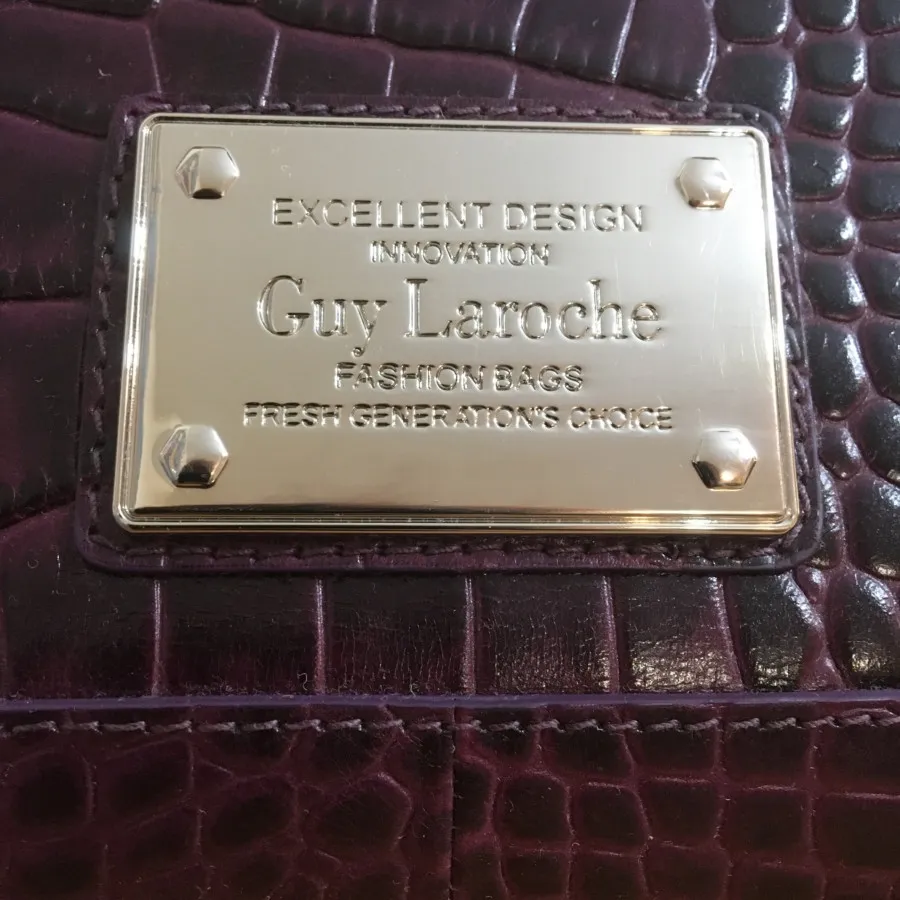 EXCELLENT DESIGN
INNOVATION
Guy Laroche
FASHION BAGS
FRESH GENERATION'S CHOICE